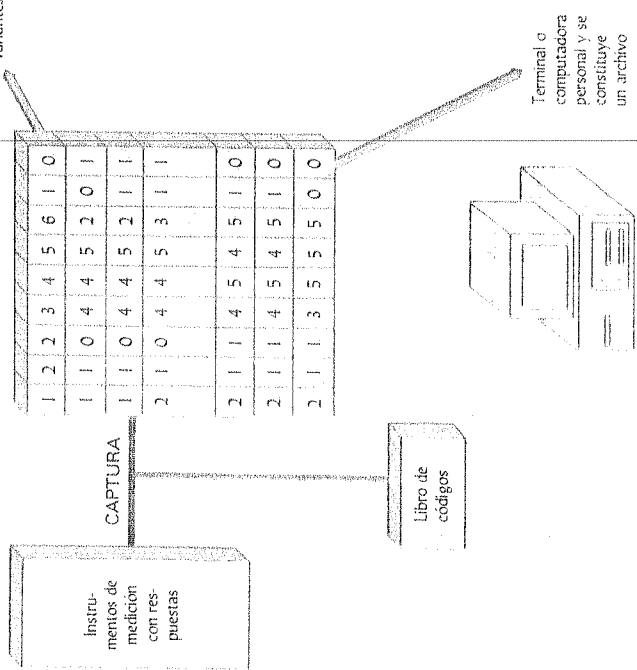 1 2 2 3 4 5 6 1 0
1 1 0 4 4 5 2 0 1
1 1 0 4 4 5 2 1 1
2 1 0 4 4 5 3 1 1
2 1 1 4 5 4 5 1 0
2 1 1 4 5 4 5 1 0
2 1 1 3 5 5 5 0 0
CAPTURA
Instru-
mentos de
medición
con res-
puestas
Libro de
códigos
Terminal o
computadora
personal y se
constituye
un archivo